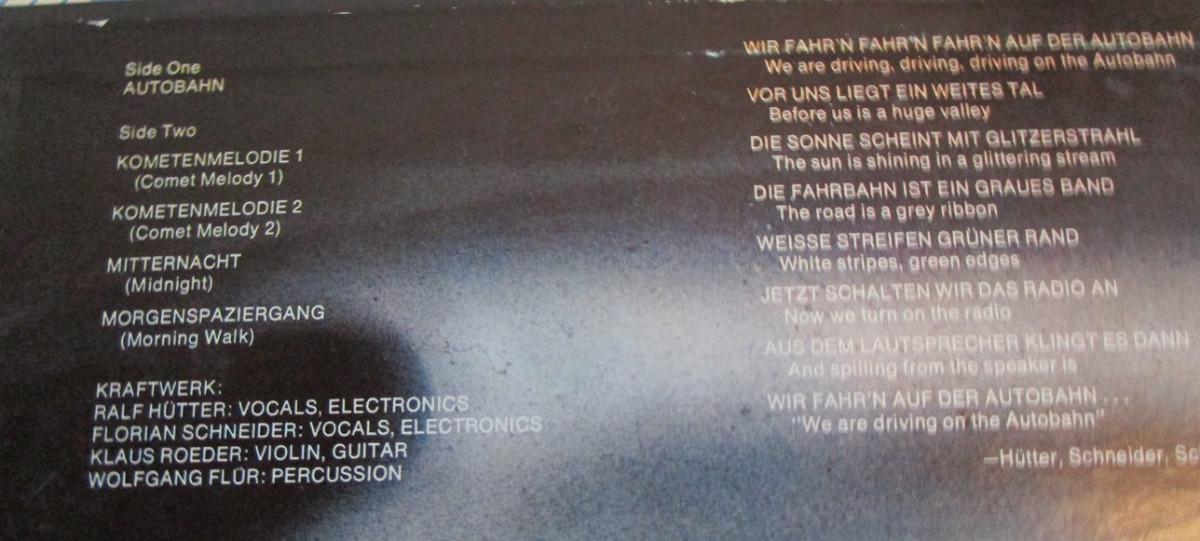 Side One
AUTOBAHN
Side Two
KOMETENMELODIE 1
(Comet Melody 1)
KOMETENMELODIE 2
(Comet Melody 2)
MITTERNACHT
(Midnight)
MORGENSPAZIERGANG
(Morning Walk)
KRAFTWERK:
RALF HÜTTER: VOCALS, ELECTRONICS
FLORIAN SCHNEIDER: VOCALS, ELECTRONICS
KLAUS ROEDER: VIOLIN, GUITAR
WOLFGANG FLÜR: PERCUSSION
WIR FAHR'N FAHR'N FAHR'N AUF DER AUTOBAHN
We are driving, driving, driving on the Autobahn
VOR UNS LIEGT EIN WEITES TAL
Before us is a huge valley
DIE SONNE SCHEINT MIT GLITZERSTRAHL
The sun is shining in a glittering stream
DIE FAHRBAHN IST EIN GRAUES BAND
The road is a grey ribbon
WEISSE STREIFEN GRÜNER RAND
White stripes, green edges
JETZT SCHALTEN WIR DAS RADIO AN
Now we turn on the radio
AUS DEM LAUTSPRECHER KLINGT ES DANN
And spilling from the speaker is
WIR FAHR'N AUF DER AUTOBAHN...
"We are driving on the Autobahn"
—Hütter, Schneider,